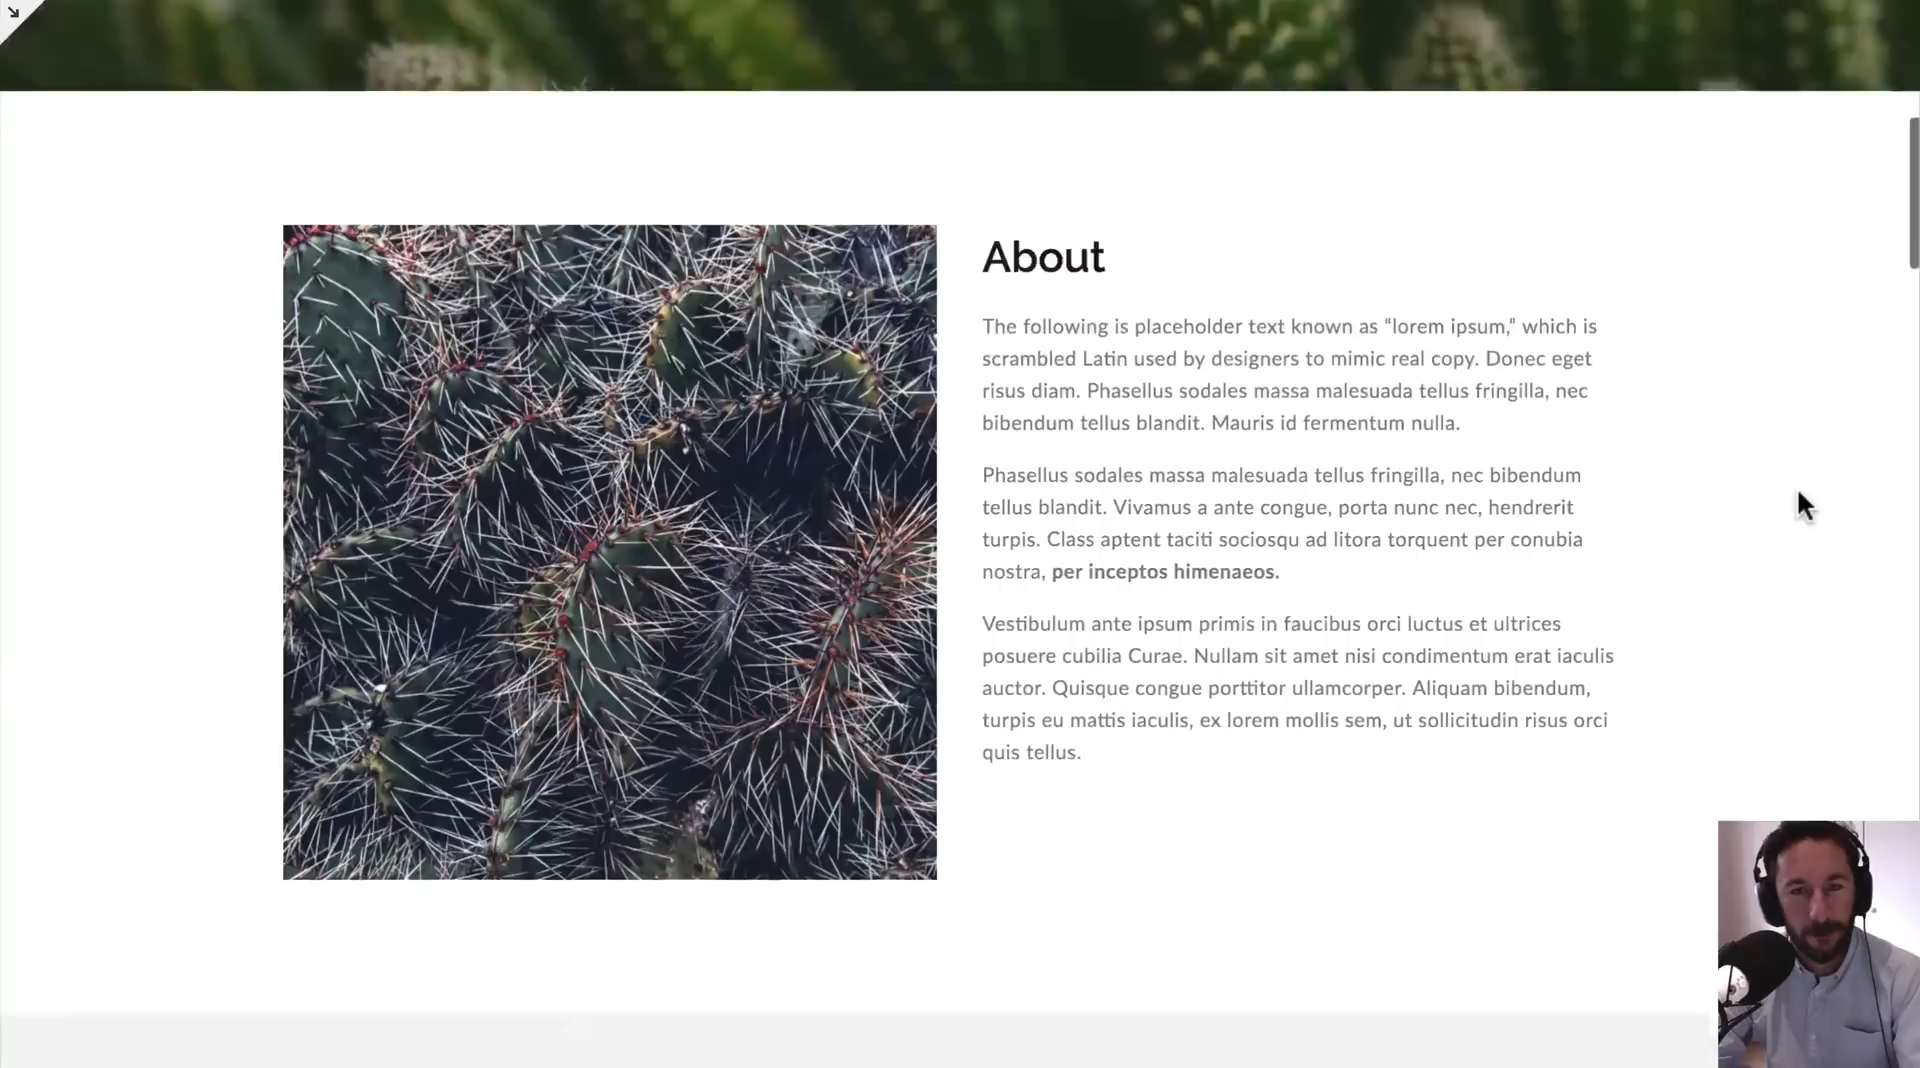 About
The following is placeholder text known as “lorem ipsum,” which is
scrambled Latin used by designers to mimic real copy. Donec eget
risus diam. Phasellus sodales massa malesuada tellus fringilla, nec
bibendum tellus blandit. Mauris id fermentum nulla.
Phasellus sodales massa malesuada tellus fringilla, nec bibendum
tellus blandit. Vivamus a ante congue, porta nunc nec, hendrerit
turpis. Class aptent taciti sociosqu ad litora torquent per conubia
nostra, per inceptos himenaeos.
Vestibulum ante ipsum primis in faucibus orci luctus et ultrices
posuere cubilia Curae. Nullam sit amet nisi condimentum erat iaculis
auctor. Quisque congue porttitor ullamcorper. Aliquam bibendum,
turpis eu mattis iaculis, ex lorem mollis sem, ut sollicitudin risus orci
quis tellus.